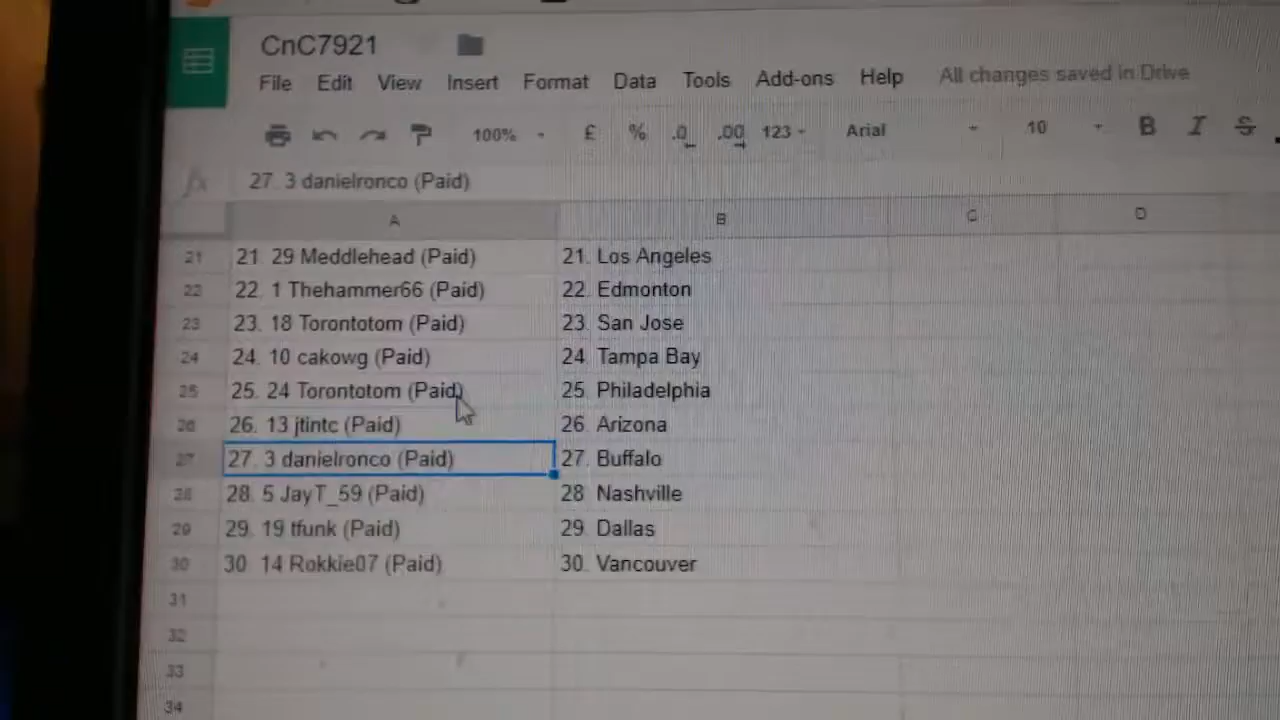 CnC7921
File Edit View Insert Format Data Tools Add-ons Help All changes saved in Drive
100% £ % .0 .00 123 Arial 10 B I S
fx 27. 3 danielronco (Paid)
A B C D
21 21. 29 Meddlehead (Paid) 21. Los Angeles
22 22. 1 Thehammer66 (Paid) 22. Edmonton
23 23. 18 Torontotom (Paid) 23. San Jose
24 24. 10 cakowg (Paid) 24. Tampa Bay
25 25. 24 Torontotom (Paid) 25. Philadelphia
26 26. 13 jtintc (Paid) 26. Arizona
27 27. 3 danielronco (Paid) 27. Buffalo
28 28. 5 JayT_59 (Paid) 28. Nashville
29 29. 19 tfunk (Paid) 29. Dallas
30 30. 14 Rokkie07 (Paid) 30. Vancouver
31
32
33
34